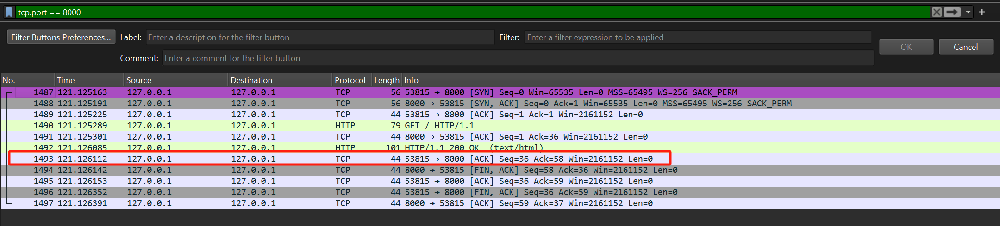 tcp.port == 8000
Filter Buttons Preferences... Label: Enter a description for the filter button Filter: Enter a filter expression to be applied OK Cancel
Comment: Enter a comment for the filter button
No. Time Source Destination Protocol Length Info
1487 121.125163 127.0.0.1 127.0.0.1 TCP 56 53815 → 8000 [SYN] Seq=0 Win=65535 Len=0 MSS=65495 WS=256 SACK_PERM
1488 121.125191 127.0.0.1 127.0.0.1 TCP 56 8000 → 53815 [SYN, ACK] Seq=0 Ack=1 Win=65535 Len=0 MSS=65495 WS=256 SACK_PERM
1489 121.125225 127.0.0.1 127.0.0.1 TCP 44 53815 → 8000 [ACK] Seq=1 Ack=1 Win=2161152 Len=0
1490 121.125289 127.0.0.1 127.0.0.1 HTTP 79 GET / HTTP/1.1
1491 121.125301 127.0.0.1 127.0.0.1 TCP 44 8000 → 53815 [ACK] Seq=1 Ack=36 Win=2161152 Len=0
1492 121.126085 127.0.0.1 127.0.0.1 HTTP 101 HTTP/1.1 200 OK (text/html)
1493 121.126112 127.0.0.1 127.0.0.1 TCP 44 53815 → 8000 [ACK] Seq=36 Ack=58 Win=2161152 Len=0
1494 121.126142 127.0.0.1 127.0.0.1 TCP 44 8000 → 53815 [FIN, ACK] Seq=58 Ack=36 Win=2161152 Len=0
1495 121.126153 127.0.0.1 127.0.0.1 TCP 44 53815 → 8000 [ACK] Seq=36 Ack=59 Win=2161152 Len=0
1496 121.126352 127.0.0.1 127.0.0.1 TCP 44 53815 → 8000 [FIN, ACK] Seq=36 Ack=59 Win=2161152 Len=0
1497 121.126391 127.0.0.1 127.0.0.1 TCP 44 8000 → 53815 [ACK] Seq=59 Ack=37 Win=2161152 Len=0